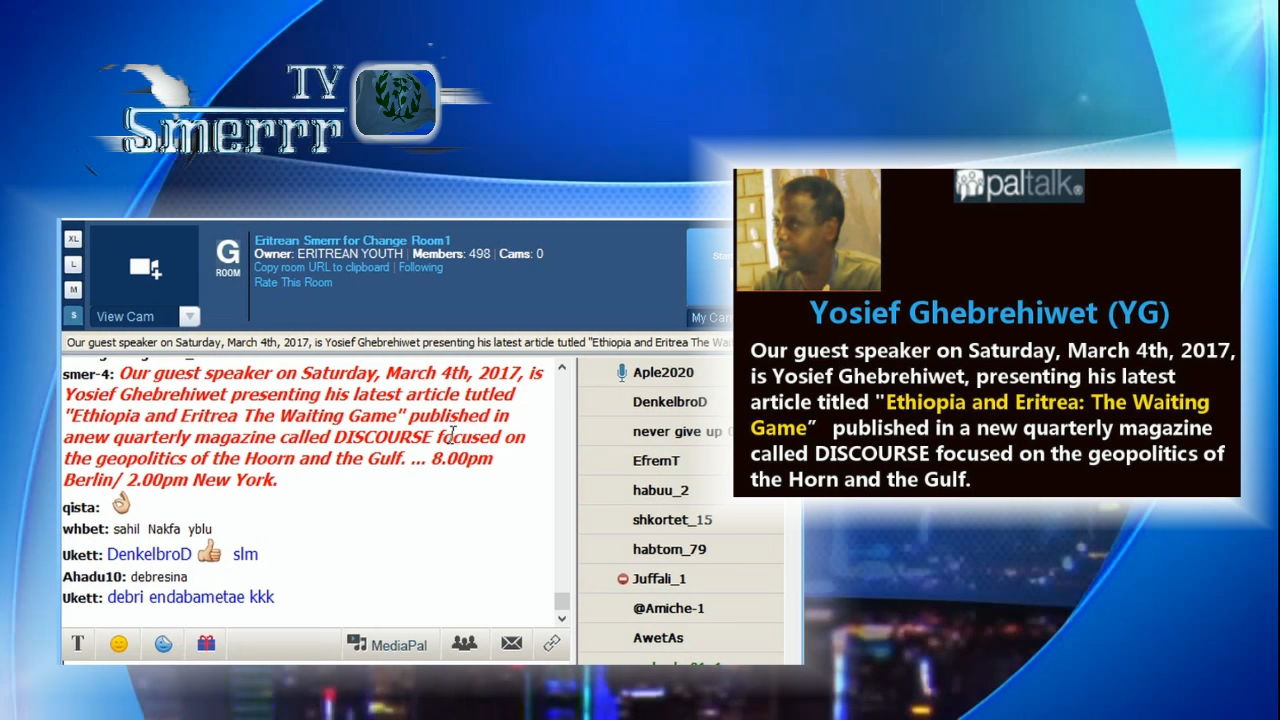 TV
Smerrr
XL
L
M
S
View Cam
G
ROOM
Eritrean Smerrr for Change Room1
Owner: ERITREAN YOUTH | Members: 498 | Cams: 0
Copy room URL to clipboard | Following
Rate This Room
My Cam
Our guest speaker on Saturday, March 4th, 2017, is Yosief Ghebrehiwet presenting his latest article tutled "Ethiopia and Eritrea The
smer-4: Our guest speaker on Saturday, March 4th, 2017, is
Yosief Ghebrehiwet presenting his latest article tutled
"Ethiopia and Eritrea The Waiting Game" published in
anew quarterly magazine called DISCOURSE focused on
the geopolitics of the Hoorn and the Gulf. ... 8.00pm
Berlin/ 2.00pm New York.
qista:
whbet: sahil Nakfa yblu
Ukett: DenkelbroD slm
Ahadu10: debresina
Ukett: debri endabametae kkk
T
MediaPal
Aple2020
DenkelbroD
never give up
EfremT
habuu_2
shkortet_15
habtom_79
Juffali_1
@Amiche-1
AwetAs
paltalk®
Yosief Ghebrehiwet (YG)
Our guest speaker on Saturday, March 4th, 2017,
is Yosief Ghebrehiwet, presenting his latest
article titled "Ethiopia and Eritrea: The Waiting
Game” published in a new quarterly magazine
called DISCOURSE focused on the geopolitics of
the Horn and the Gulf.